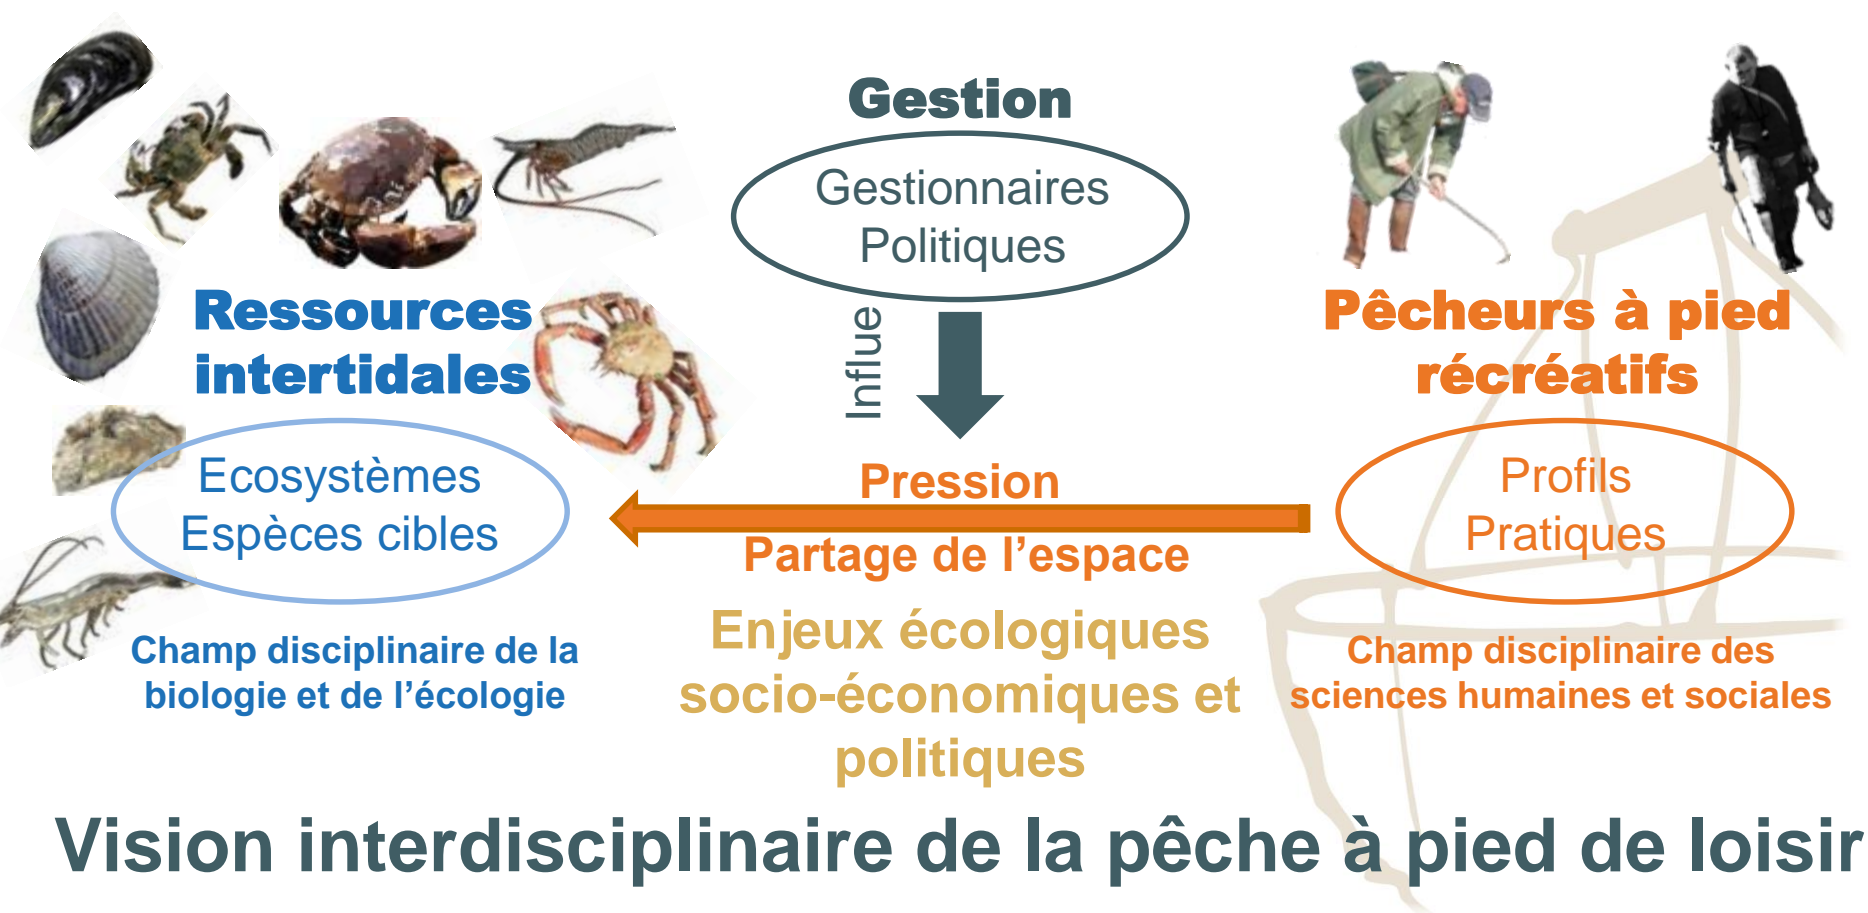 Gestion
Gestionnaires
Politiques
Influe
Ressources
intertidales
Ecosystèmes
Espèces cibles
Champ disciplinaire de la
biologie et de l’écologie
Pression
Partage de l’espace
Enjeux écologiques
socio-économiques et
politiques
Pêcheurs à pied
récréatifs
Profils
Pratiques
Champ disciplinaire des
sciences humaines et sociales
Vision interdisciplinaire de la pêche à pied de loisir